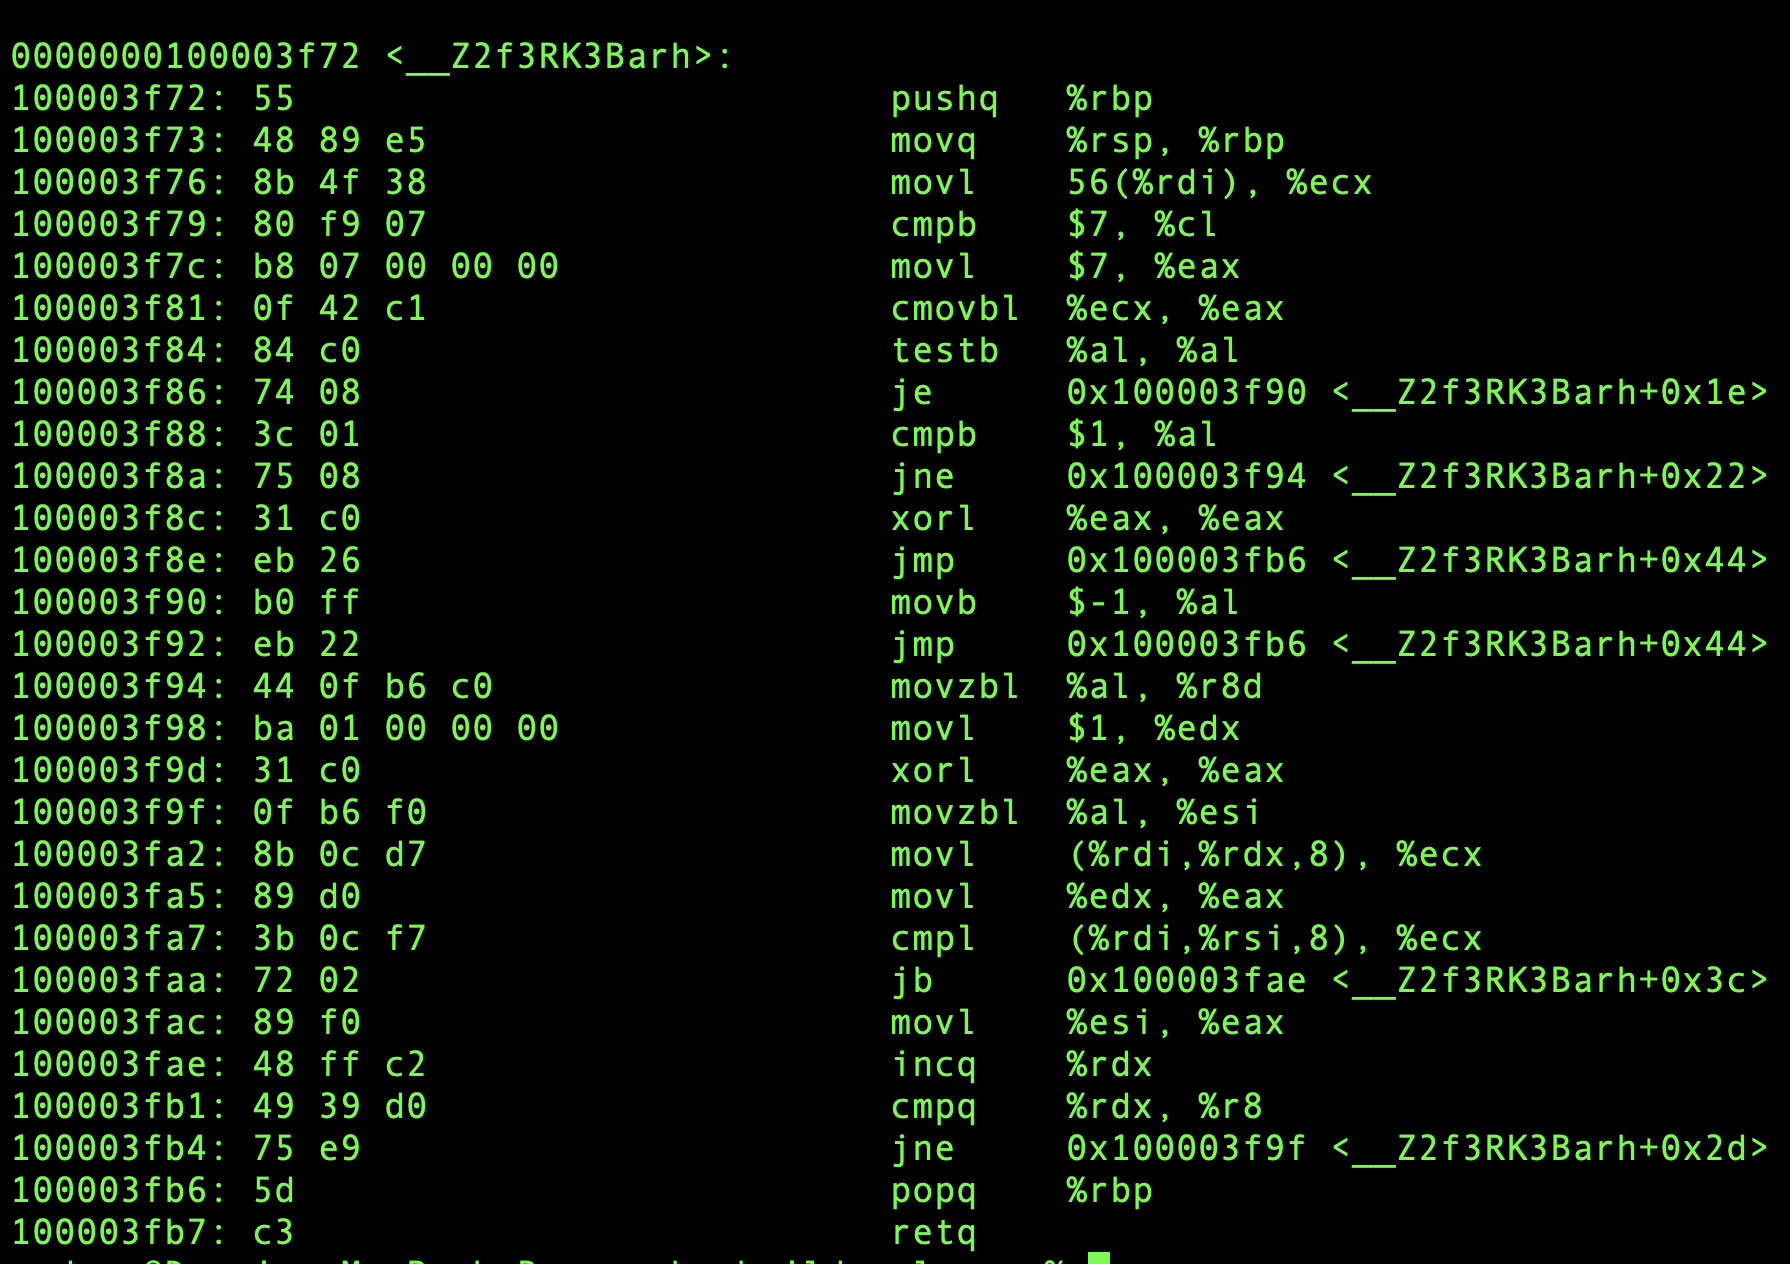 0000000100003f72 <__Z2f3RK3Barh>:
100003f72: 55 pushq %rbp
100003f73: 48 89 e5 movq %rsp, %rbp
100003f76: 8b 4f 38 movl 56(%rdi), %ecx
100003f79: 80 f9 07 cmpb $7, %cl
100003f7c: b8 07 00 00 00 movl $7, %eax
100003f81: 0f 42 c1 cmovbl %ecx, %eax
100003f84: 84 c0 testb %al, %al
100003f86: 74 08 je 0x100003f90 <__Z2f3RK3Barh+0x1e>
100003f88: 3c 01 cmpb $1, %al
100003f8a: 75 08 jne 0x100003f94 <__Z2f3RK3Barh+0x22>
100003f8c: 31 c0 xorl %eax, %eax
100003f8e: eb 26 jmp 0x100003fb6 <__Z2f3RK3Barh+0x44>
100003f90: b0 ff movb $-1, %al
100003f92: eb 22 jmp 0x100003fb6 <__Z2f3RK3Barh+0x44>
100003f94: 44 0f b6 c0 movzbl %al, %r8d
100003f98: ba 01 00 00 00 movl $1, %edx
100003f9d: 31 c0 xorl %eax, %eax
100003f9f: 0f b6 f0 movzbl %al, %esi
100003fa2: 8b 0c d7 movl (%rdi,%rdx,8), %ecx
100003fa5: 89 d0 movl %edx, %eax
100003fa7: 3b 0c f7 cmpl (%rdi,%rsi,8), %ecx
100003faa: 72 02 jb 0x100003fae <__Z2f3RK3Barh+0x3c>
100003fac: 89 f0 movl %esi, %eax
100003fae: 48 ff c2 incq %rdx
100003fb1: 49 39 d0 cmpq %rdx, %r8
100003fb4: 75 e9 jne 0x100003f9f <__Z2f3RK3Barh+0x2d>
100003fb6: 5d popq %rbp
100003fb7: c3 retq